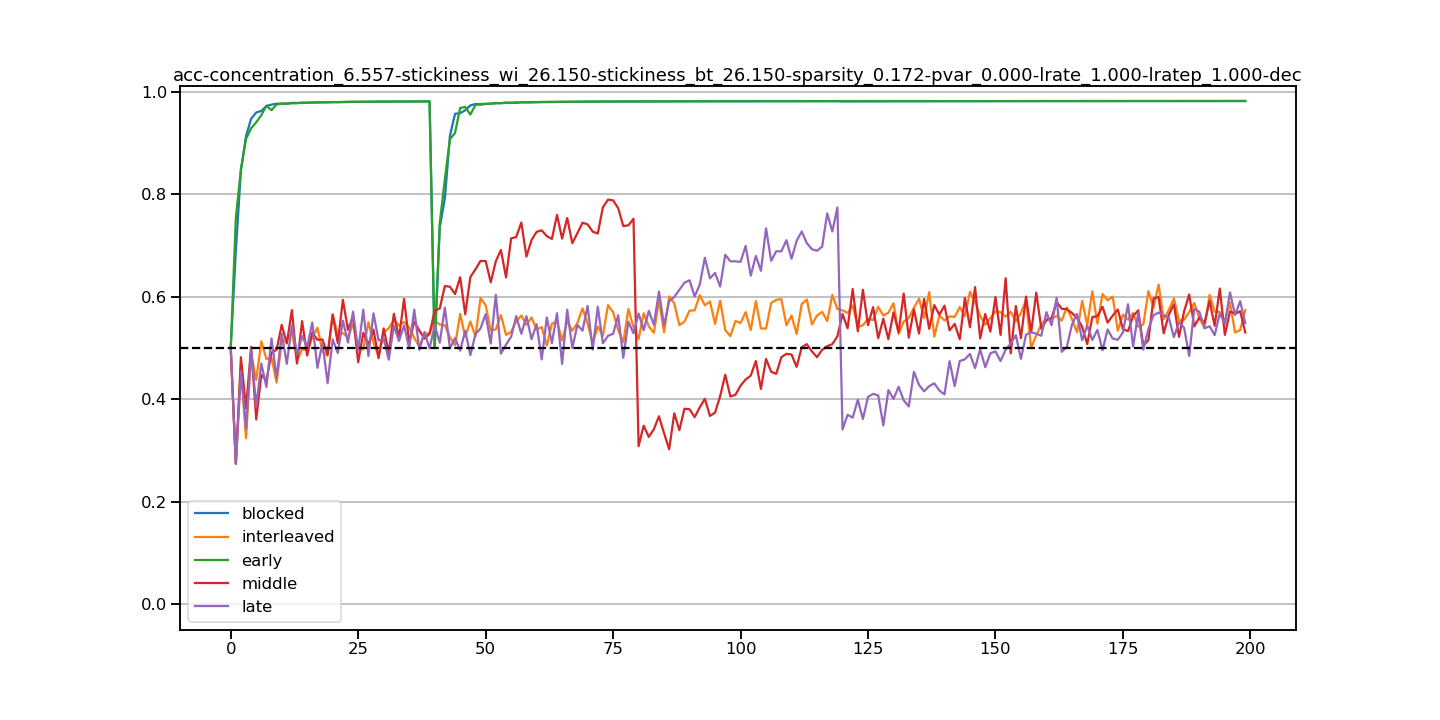 acc-concentration_6.557-stickiness_wi_26.150-stickiness_bt_26.150-sparsity_0.172-pvar_0.000-lrate_1.000-lratep_1.000-dec
1.0
0.8
0.6
0.4
0.2
0.0
blocked
interleaved
early
middle
late
0 25 50 75 100 125 150 175 200